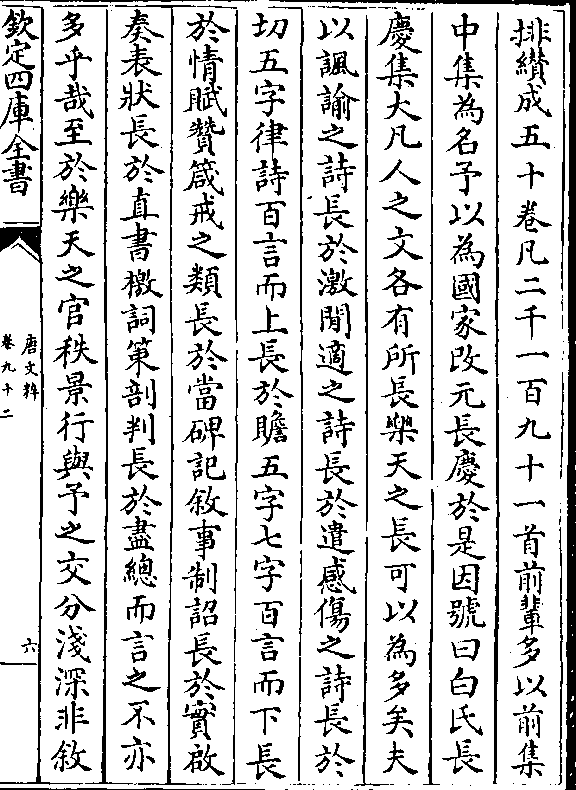 排纉成五十卷凡二千一百九十一首前輩多以前集
中集為名予以為國家改元長慶於是因號曰白氏長
慶集大凡人之文各有所長樂天之長可以為多矣夫
以諷諭之詩長於激閒適之詩長於遣感傷之詩長於
切五字律詩百言而上長於贍五字七字百言而下長
於情賦贊箴戒之類長於當碑記敘事制詔長於實啟
奏表狀長於直書檄詞策剖判長於盡總而言之不亦
多乎哉至於樂天之官秩景行與予之交分淺深非敘
欽定四庫全書
唐文粹
卷九十二
六